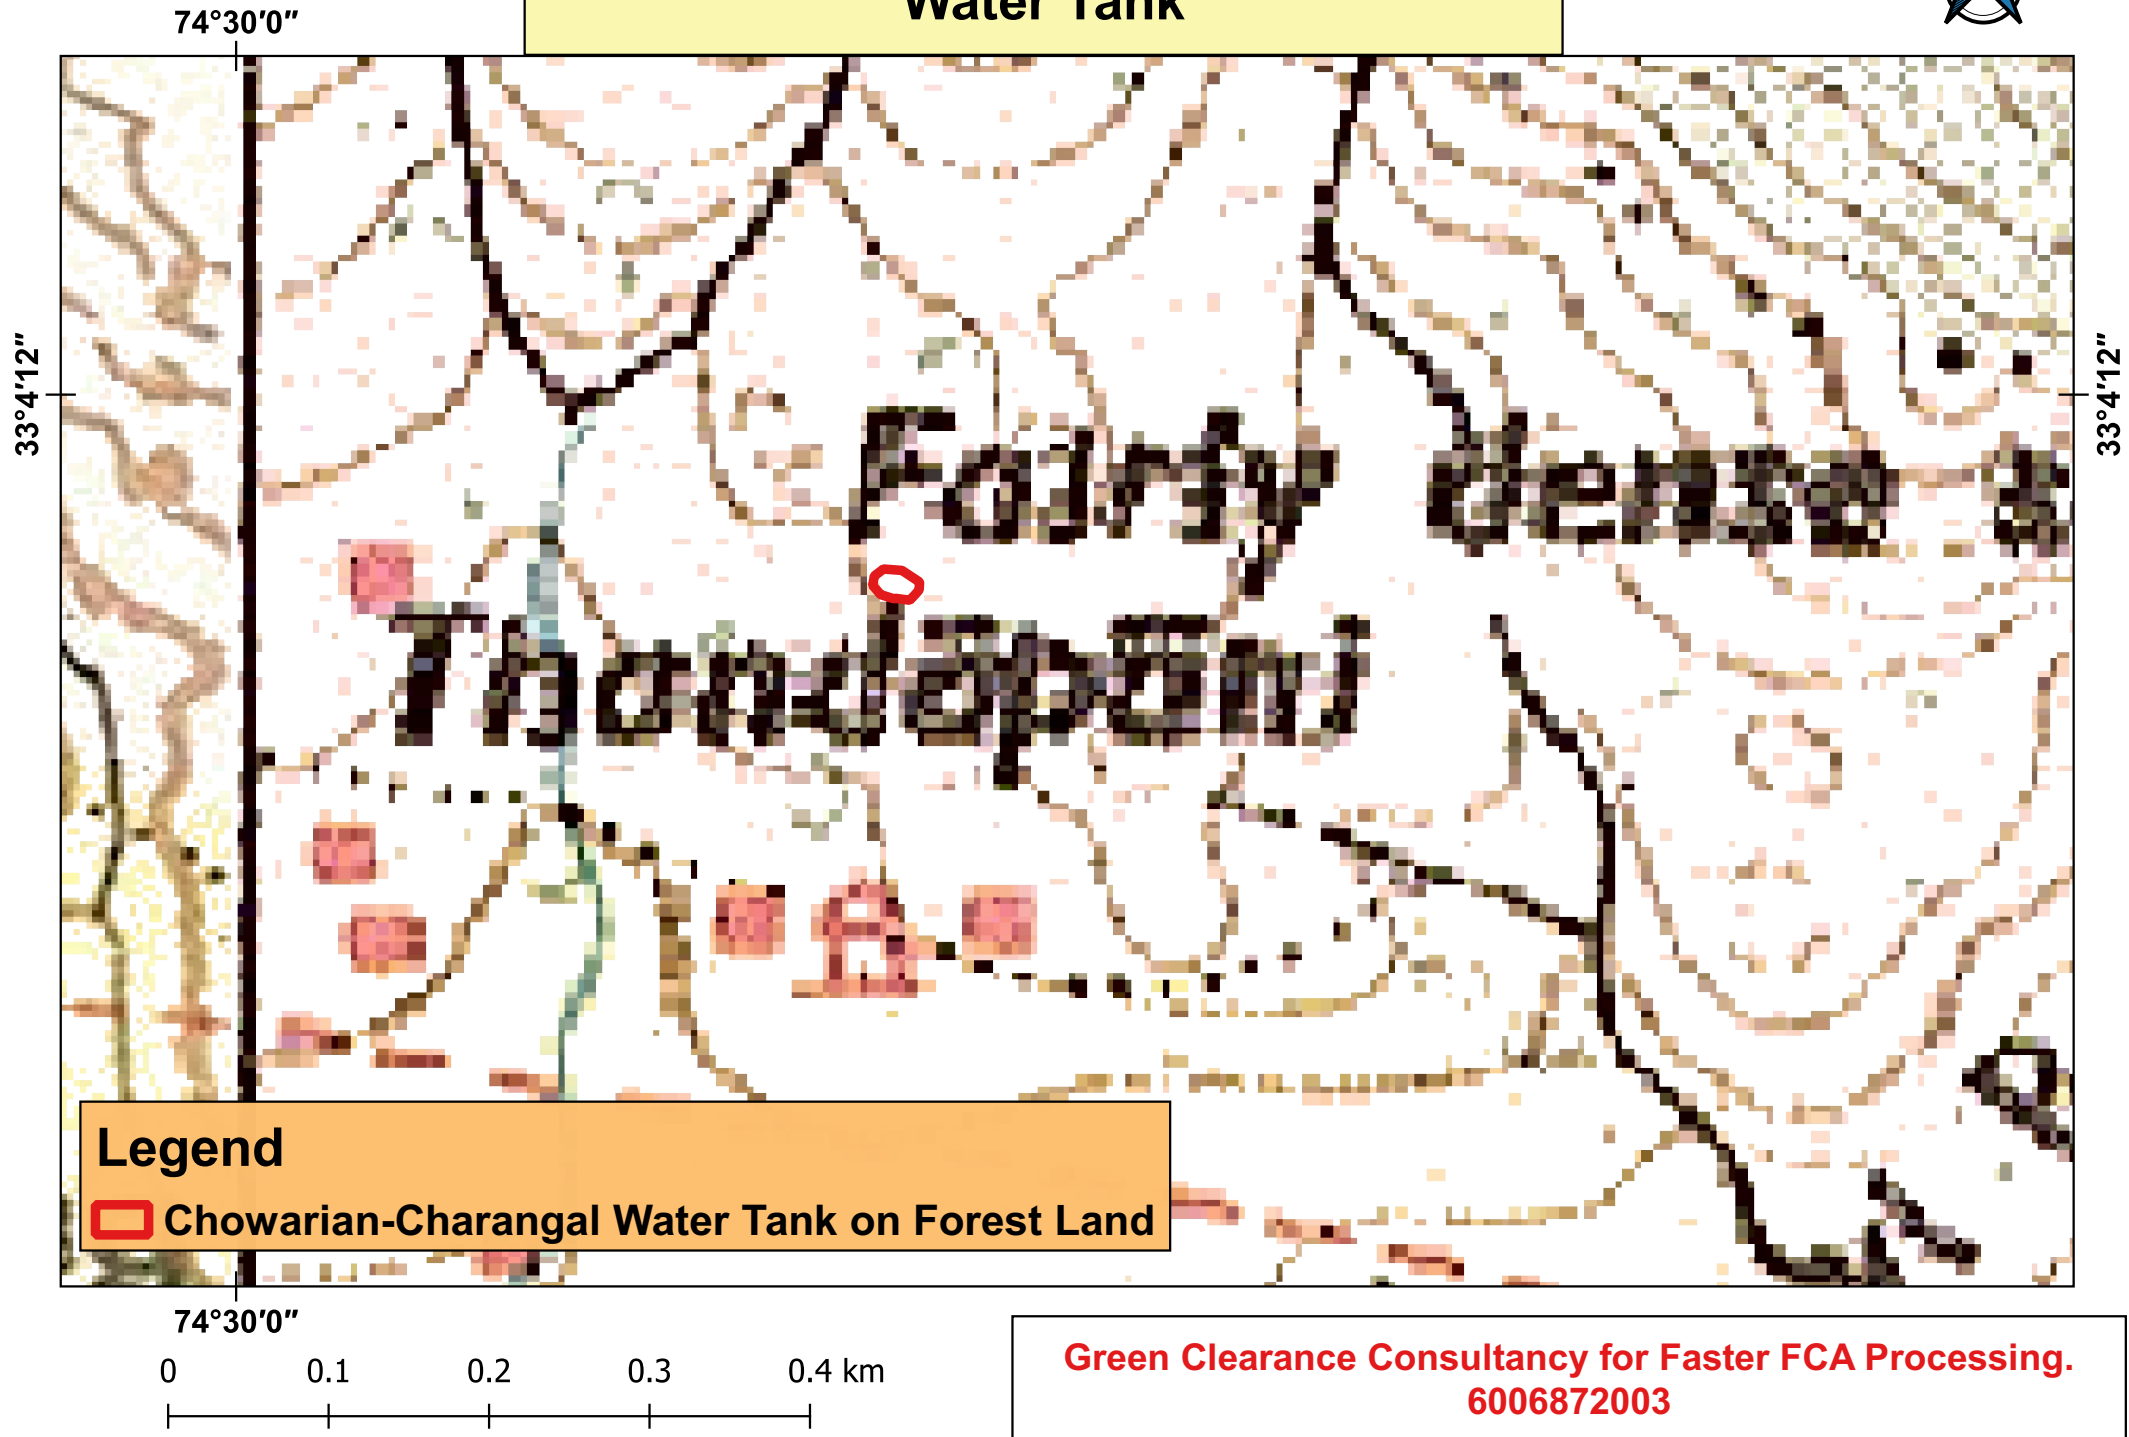 Water Tank
74°30'0"
33°4'12"
33°4'12"
Fairly dense
Thandāpāni
Legend
Chowarian-Charangal Water Tank on Forest Land
74°30'0"
0 0.1 0.2 0.3 0.4 km
Green Clearance Consultancy for Faster FCA Processing.
6006872003